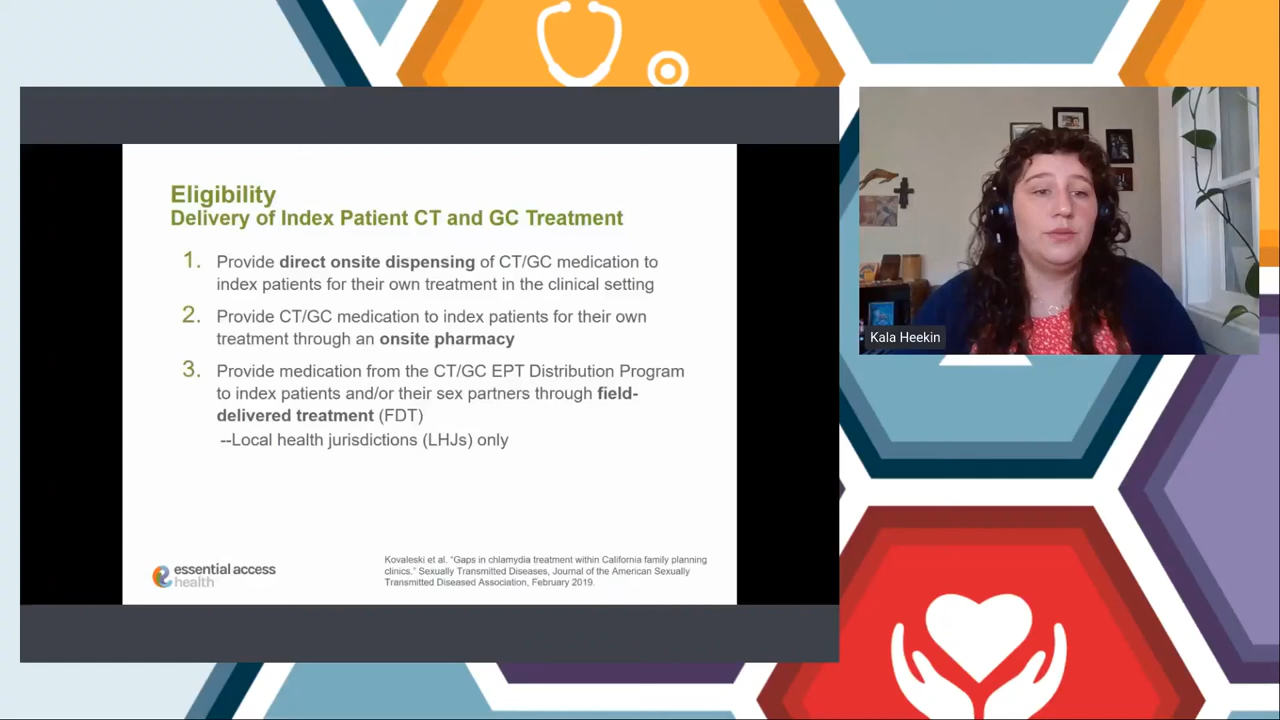 Eligibility
Delivery of Index Patient CT and GC Treatment
1. Provide direct onsite dispensing of CT/GC medication to
index patients for their own treatment in the clinical setting
2. Provide CT/GC medication to index patients for their own
treatment through an onsite pharmacy
3. Provide medication from the CT/GC EPT Distribution Program
to index patients and/or their sex partners through field-
delivered treatment (FDT)
--Local health jurisdictions (LHJs) only
essential access
health
Kovaleski et al. “Gaps in chlamydia treatment within California family planning
clinics.” Sexually Transmitted Diseases, Journal of the American Sexually
Transmitted Diseased Association, February 2019.
Kala Heekin